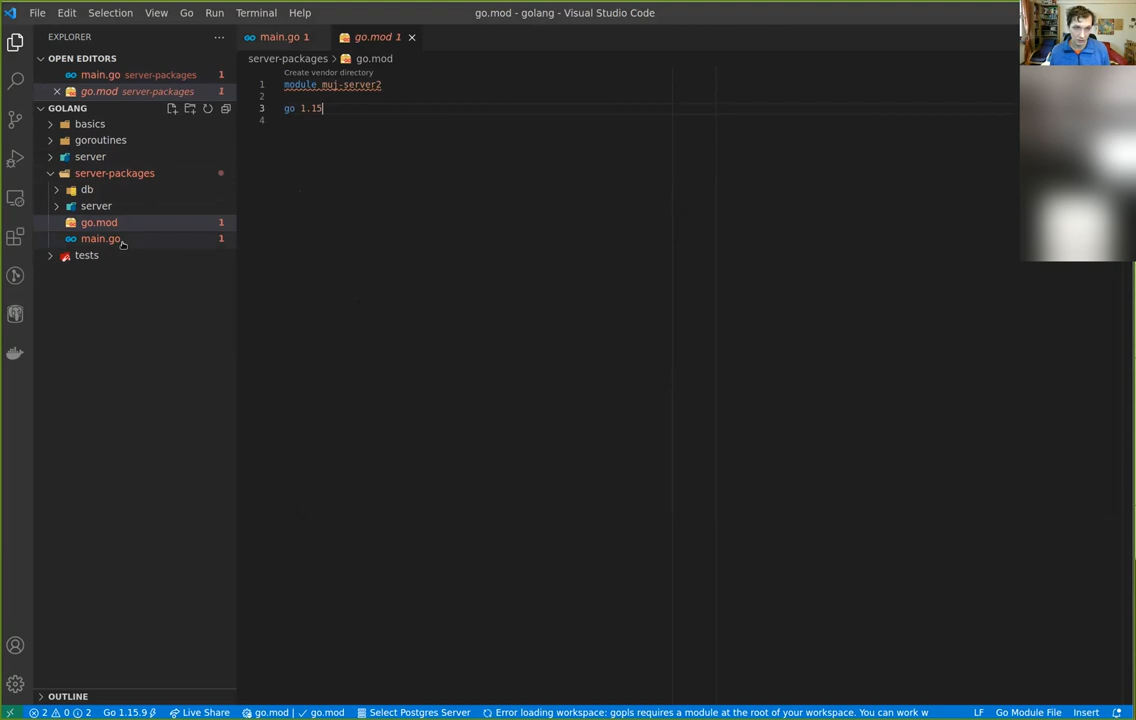 File Edit Selection View Go Run Terminal Help
go.mod - golang - Visual Studio Code
EXPLORER ...
main.go 1
go.mod 1
OPEN EDITORS
main.go server-packages 1
go.mod server-packages 1
GOLANG
basics
goroutines
server
server-packages
db
server
go.mod 1
main.go 1
tests
OUTLINE
server-packages > go.mod
Create vendor directory
1 module muj-server2
2
3 go 1.15
4
2 0 2 Go 1.15.9 Live Share go.mod | ✓ go.mod Select Postgres Server Error loading workspace: gopls requires a module at the root of your workspace. You can work w LF Go Module File Insert